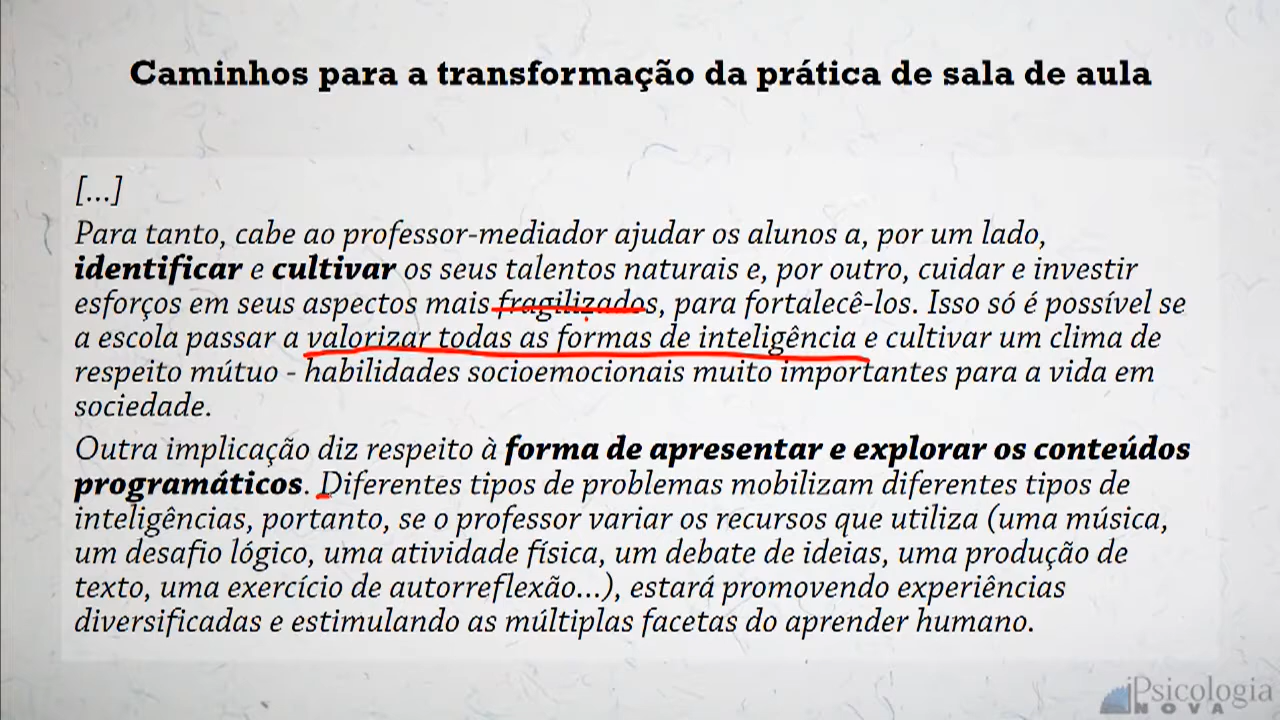 Caminhos para a transformação da prática de sala de aula
[...]
Para tanto, cabe ao professor-mediador ajudar os alunos a, por um lado,
identificar e cultivar os seus talentos naturais e, por outro, cuidar e investir
esforços em seus aspectos mais fragilizados, para fortalecê-los. Isso só é possível se
a escola passar a valorizar todas as formas de inteligência e cultivar um clima de
respeito mútuo - habilidades socioemocionais muito importantes para a vida em
sociedade.
Outra implicação diz respeito à forma de apresentar e explorar os conteúdos
programáticos. Diferentes tipos de problemas mobilizam diferentes tipos de
inteligências, portanto, se o professor variar os recursos que utiliza (uma música,
um desafio lógico, uma atividade física, um debate de ideias, uma produção de
texto, uma exercício de autorreflexão...), estará promovendo experiências
diversificadas e estimulando as múltiplas facetas do aprender humano.
Psicologia
NOVA